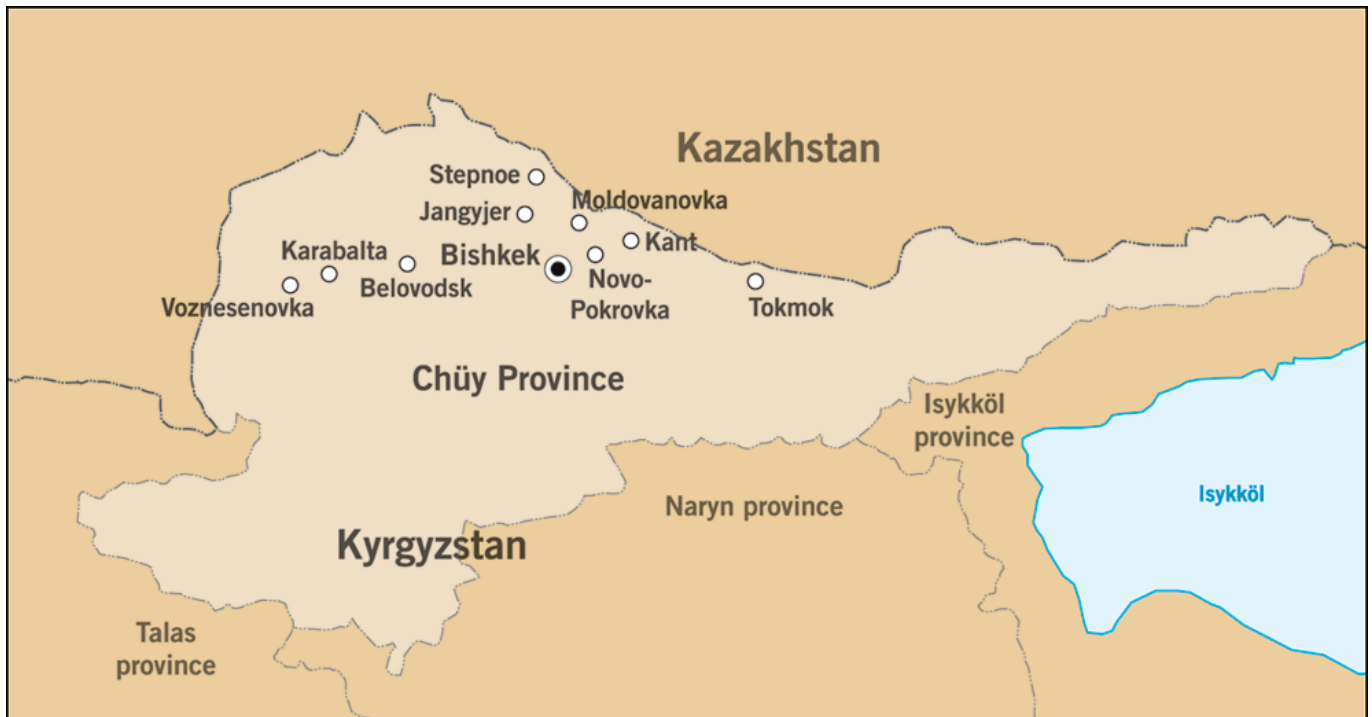 Kazakhstan
Stepnoe
Moldovanovka
Jangyjer
Kant
Karabalta
Bishkek
Belovodsk
Novo-
Pokrovka
Voznesenovka
Tokmok
Chüy Province
Isykköl
province
Isykköl
Naryn province
Kyrgyzstan
Talas
province